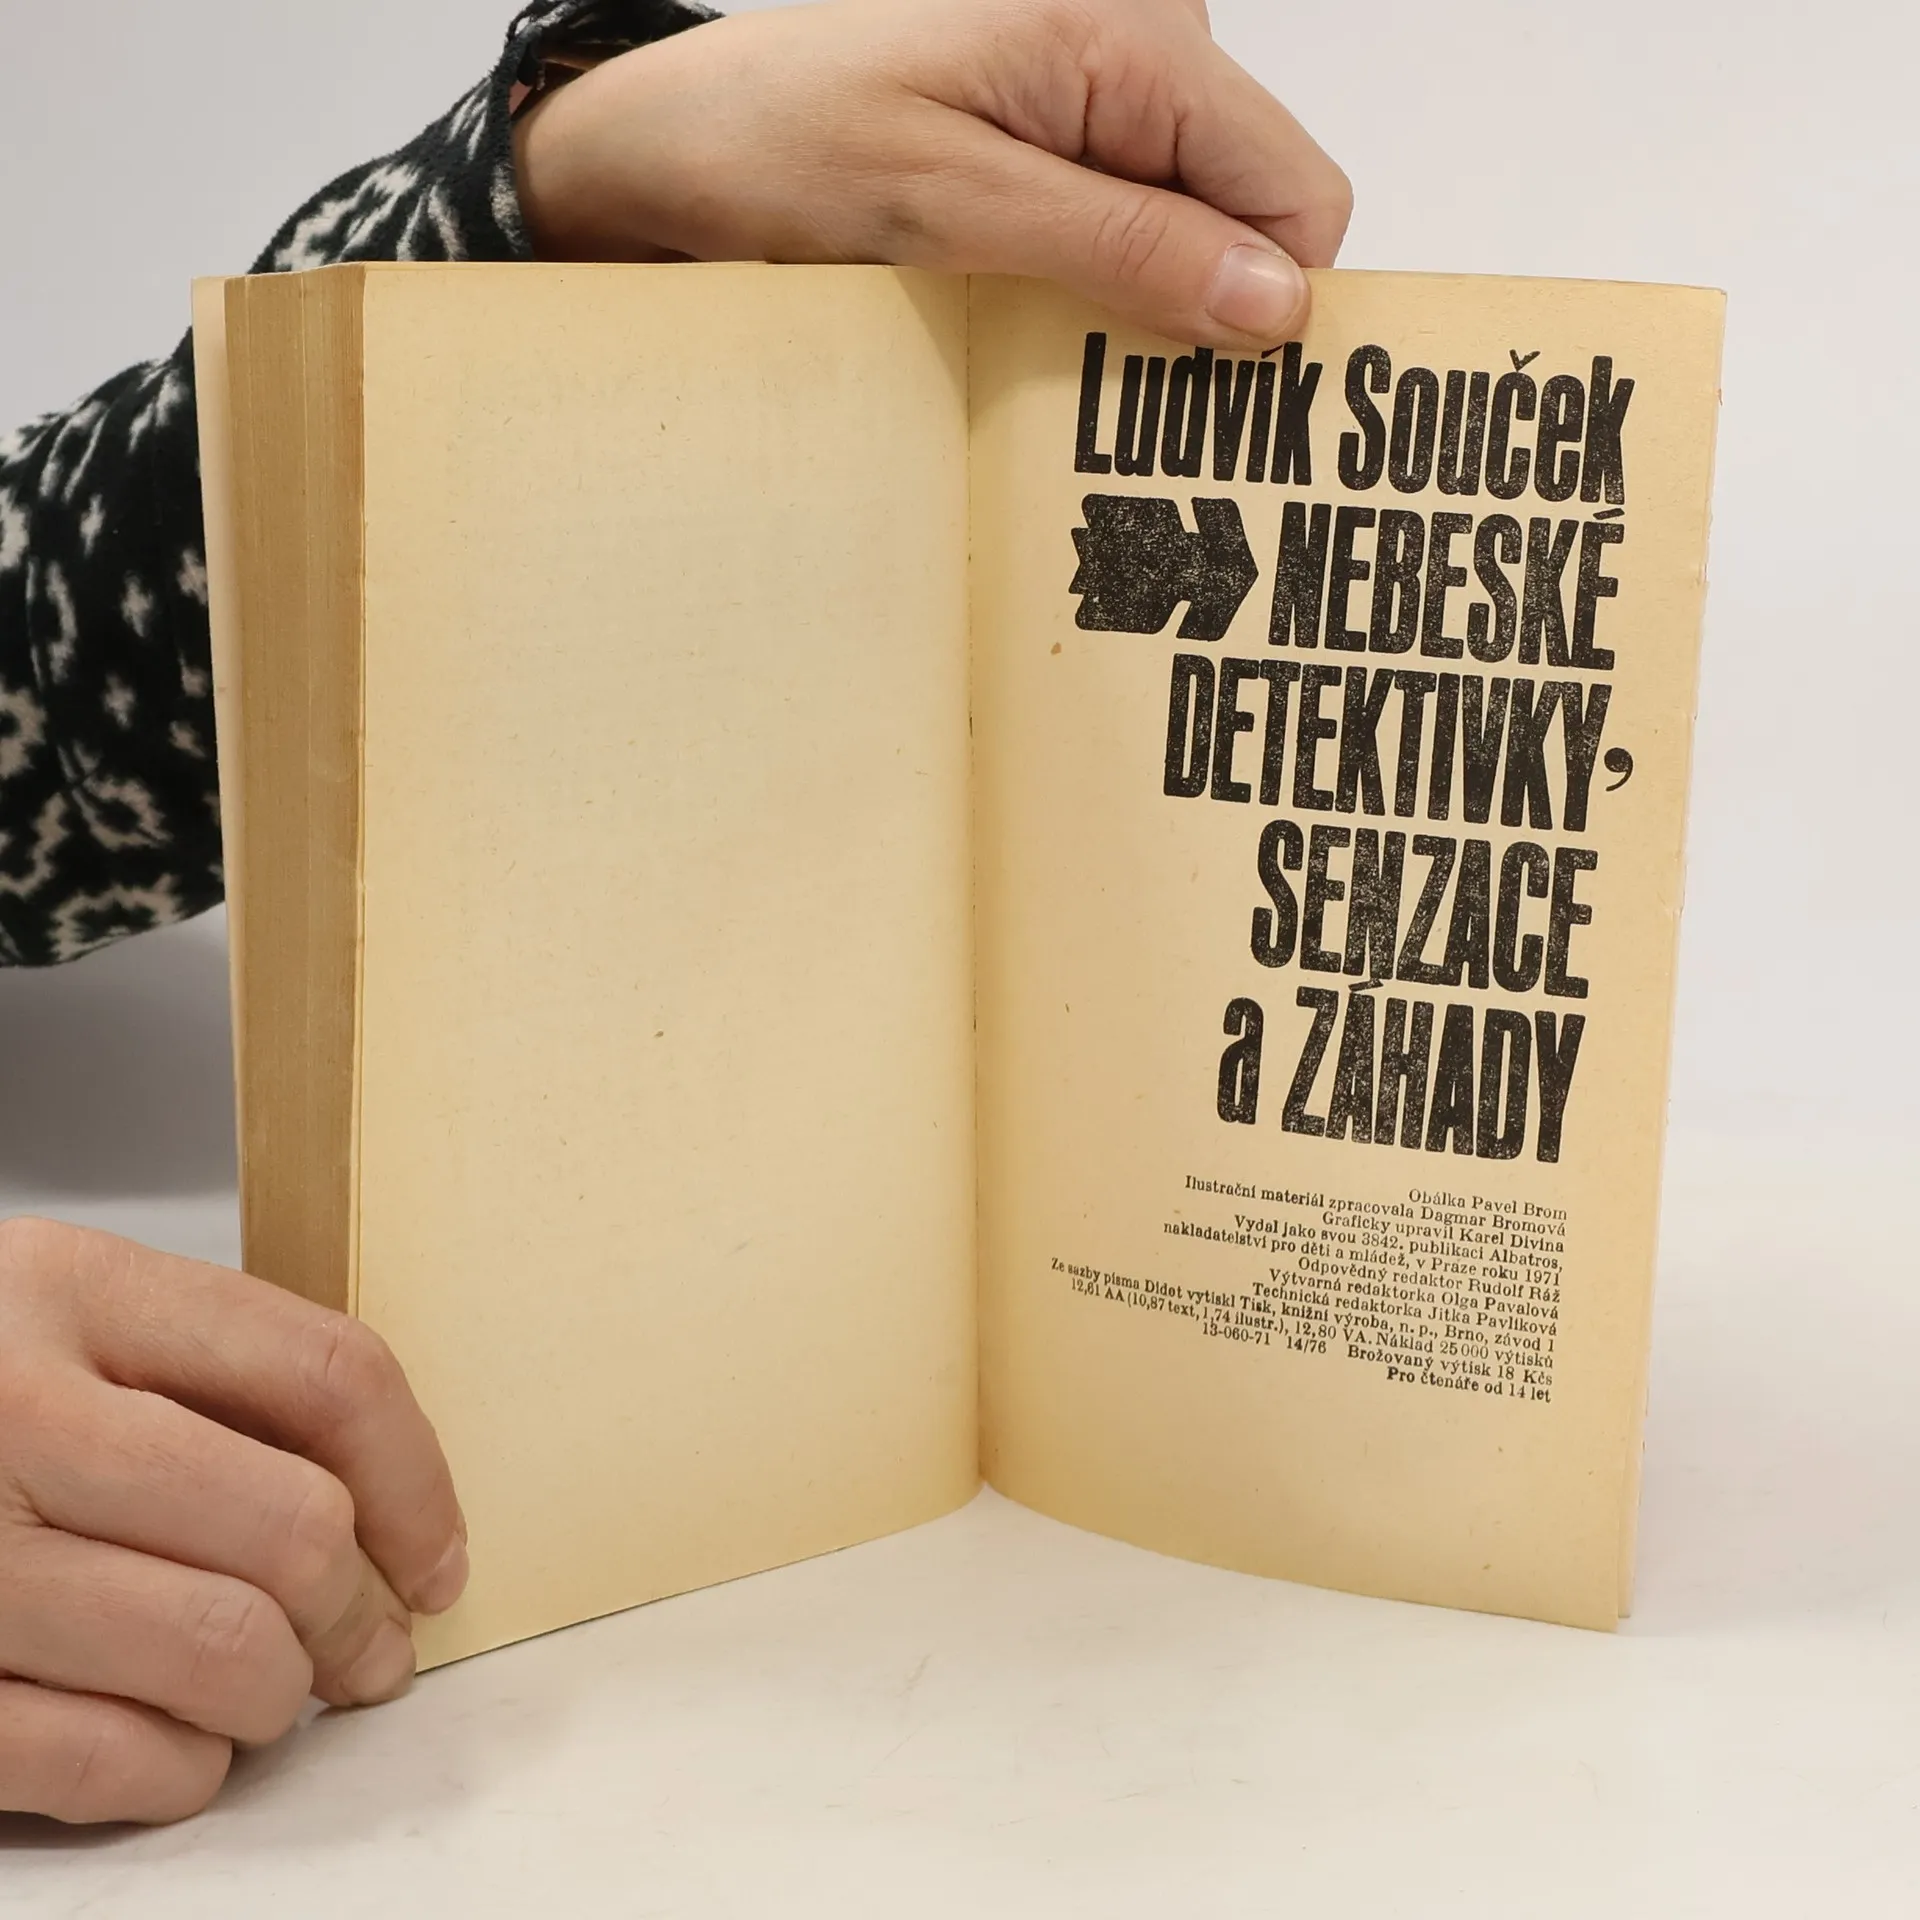 Ludvík Souček
NEBESKÉ
DETEKTIVKY,
SENZACE
a ZÁHADY
Obálka Pavel Brom
Ilustrační materiál zpracovala Dagmar Bromová
Graficky upravil Karel Divina
Vydal jako svou 3842. publikaci Albatros,
nakladatelství pro děti a mládež, v Praze roku 1971
Odpovědný redaktor Rudolf Ráž
Výtvarná redaktorka Olga Pavalová
Technická redaktorka Jitka Pavlíková
Ze sazby písma Didot vytiskl Tisk, knižní výroba, n. p., Brno, závod 1
12,61 AA (10,87 text, 1,74 ilustr.), 12,80 VA. Náklad 25 000 výtisků
13-060-71 14/76 Brožovaný výtisk 18 Kčs
Pro čtenáře od 14 let